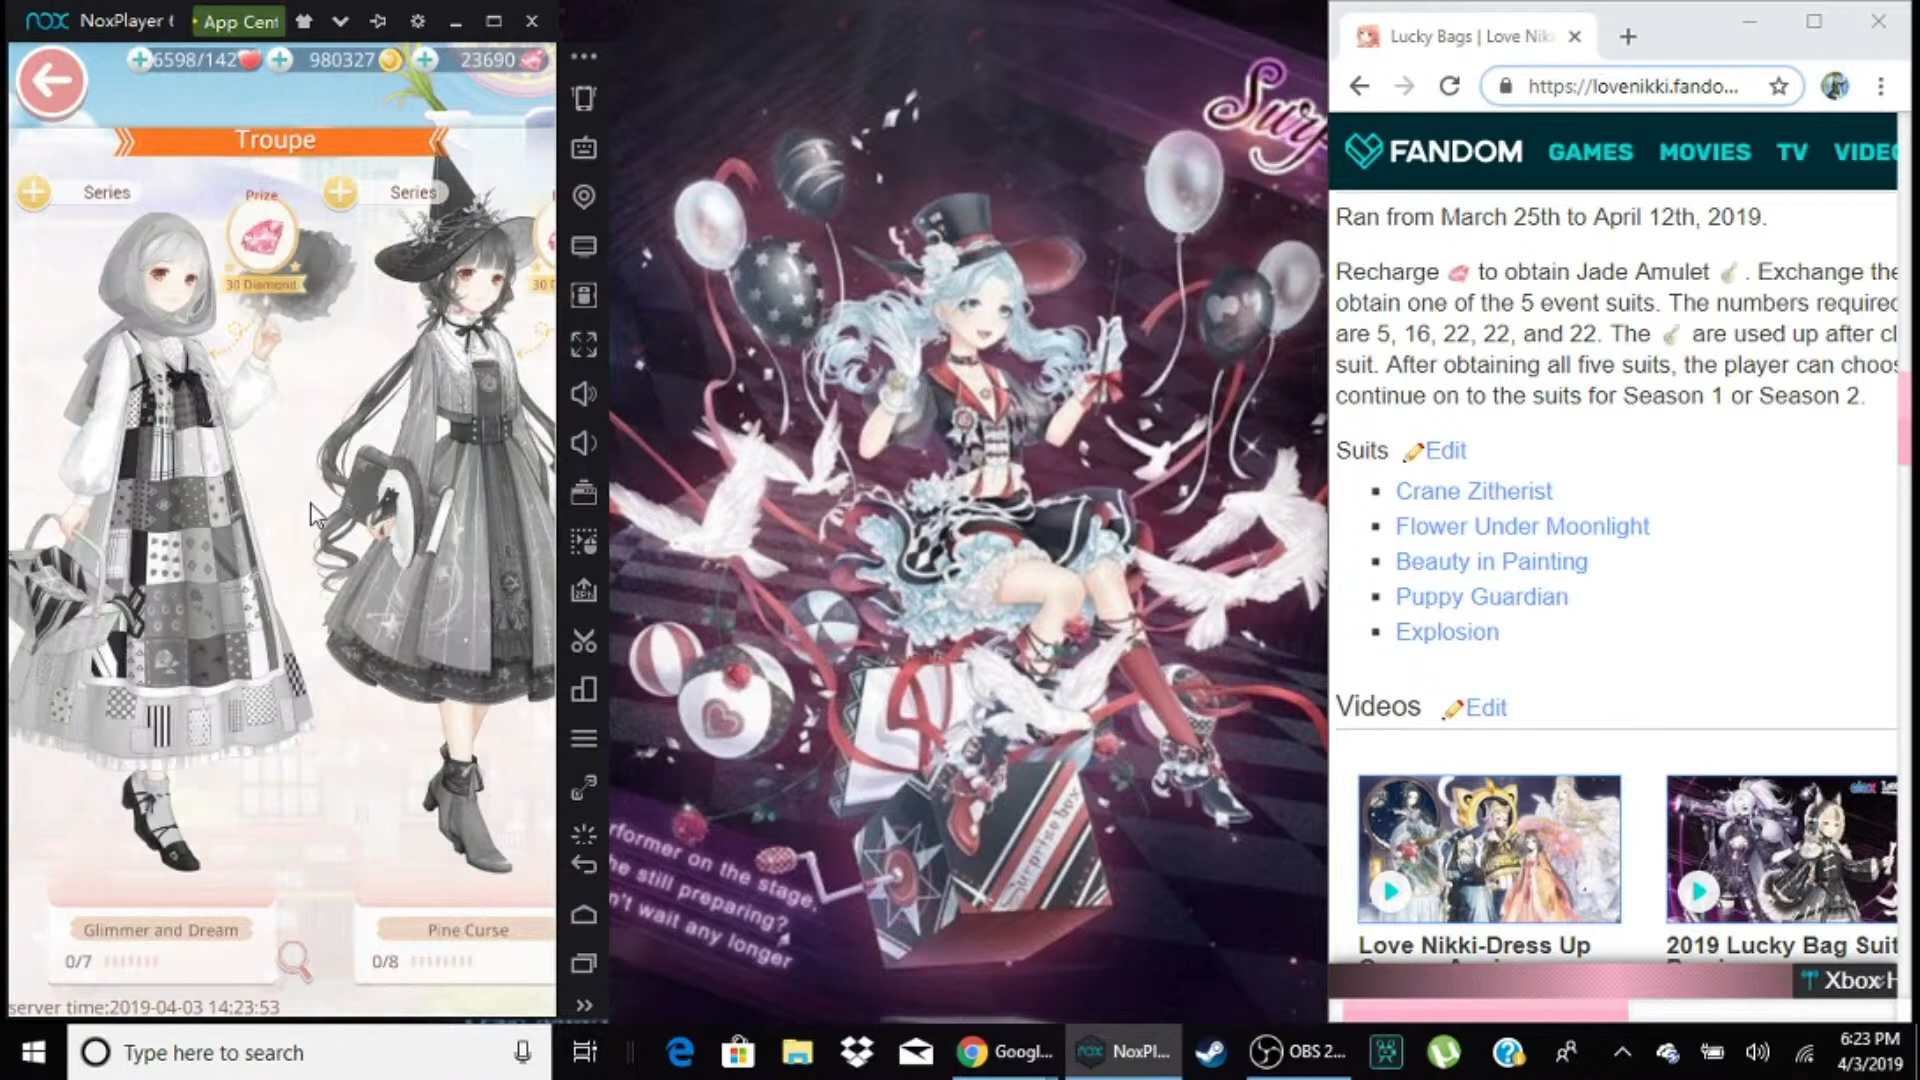 nox NoxPlayer 6
App Cent
6598/142
980327
23690
Troupe
Series
Prize
30 Diamond
Series
Glimmer and Dream
0/7
Pine Curse
0/8
server time:2019-04-03 14:23:53
Surp
rformer on the stage,
he still preparing?
n't wait any longer
Surprise box
Lucky Bags | Love Nik
https://lovenikki.fando...
FANDOM GAMES MOVIES TV VIDE
Ran from March 25th to April 12th, 2019.
Recharge to obtain Jade Amulet . Exchange the
obtain one of the 5 event suits. The numbers required
are 5, 16, 22, 22, and 22. The are used up after cl
suit. After obtaining all five suits, the player can choos
continue on to the suits for Season 1 or Season 2.
Suits Edit
Crane Zitherist
Flower Under Moonlight
Beauty in Painting
Puppy Guardian
Explosion
Videos Edit
Love Nikki-Dress Up
2019 Lucky Bag Suit
Xbox H
Type here to search
Googl...
NoxPl...
OBS 2...
6:23 PM
4/3/2019